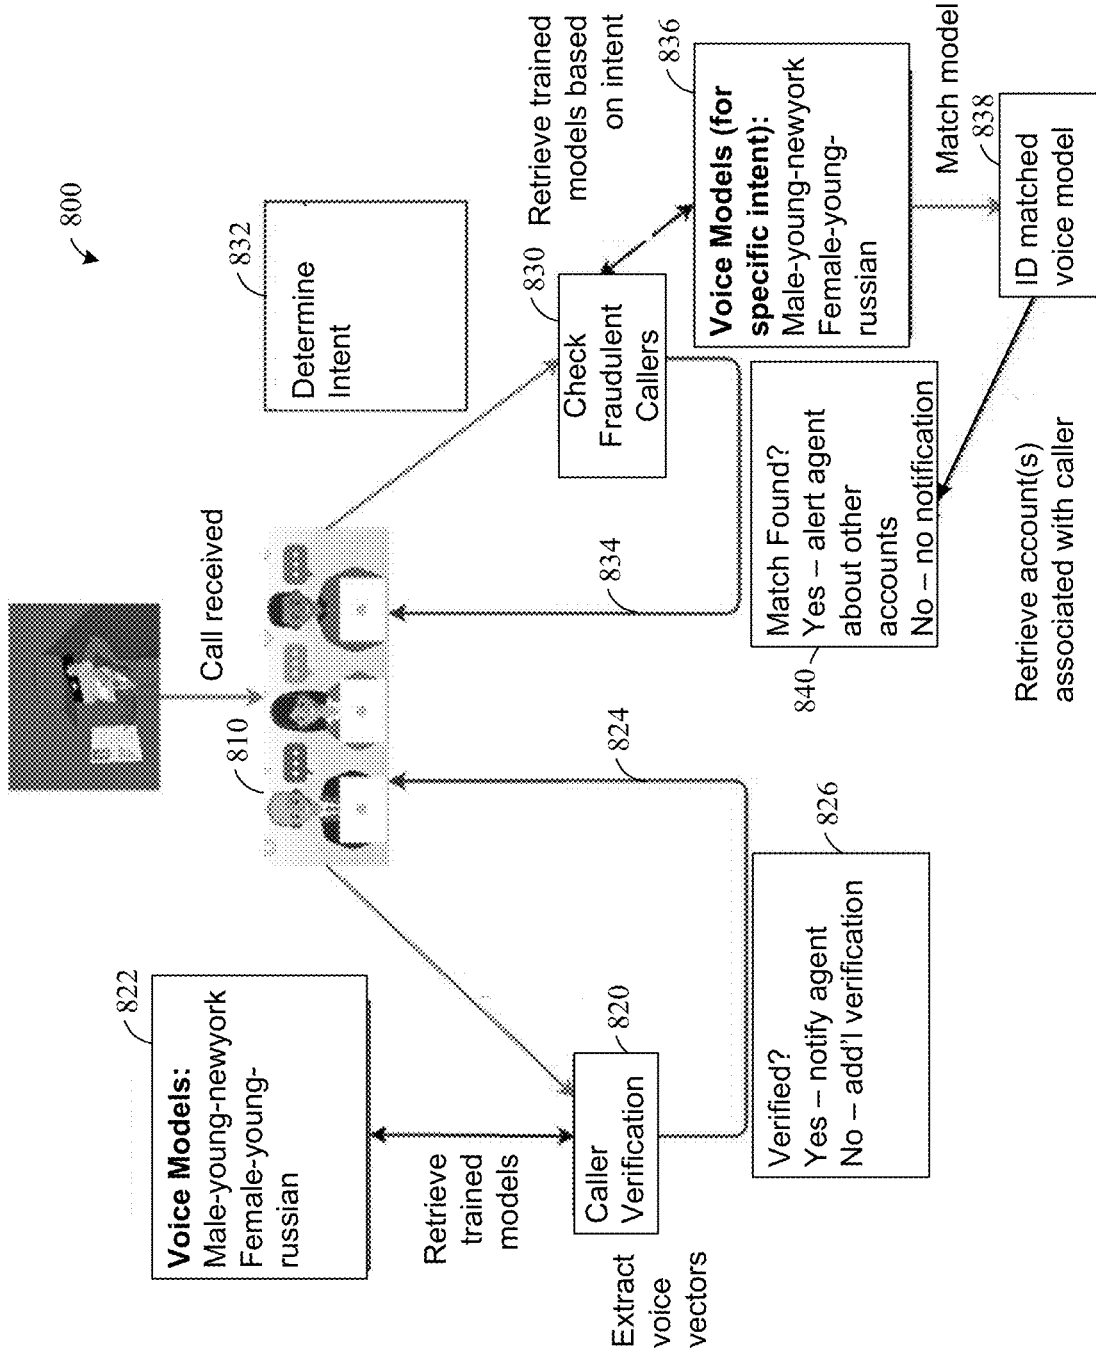 800
Call received
810
Voice Models:
Male-young-newyork
Female-young-
russian
822
Retrieve
trained
models
Extract
voice
vectors
Caller
Verification
820
Verified?
Yes – notify agent
No – add'l verification
826
824
Determine
Intent
832
Check
Fraudulent
Callers
830
Retrieve trained
models based
on intent
834
Voice Models (for
specific intent):
Male-young-newyork
Female-young-
russian
836
Match model
838
ID matched
voice model
Match Found?
Yes – alert agent
about other
accounts
No – no notification
840
Retrieve account(s)
associated with caller